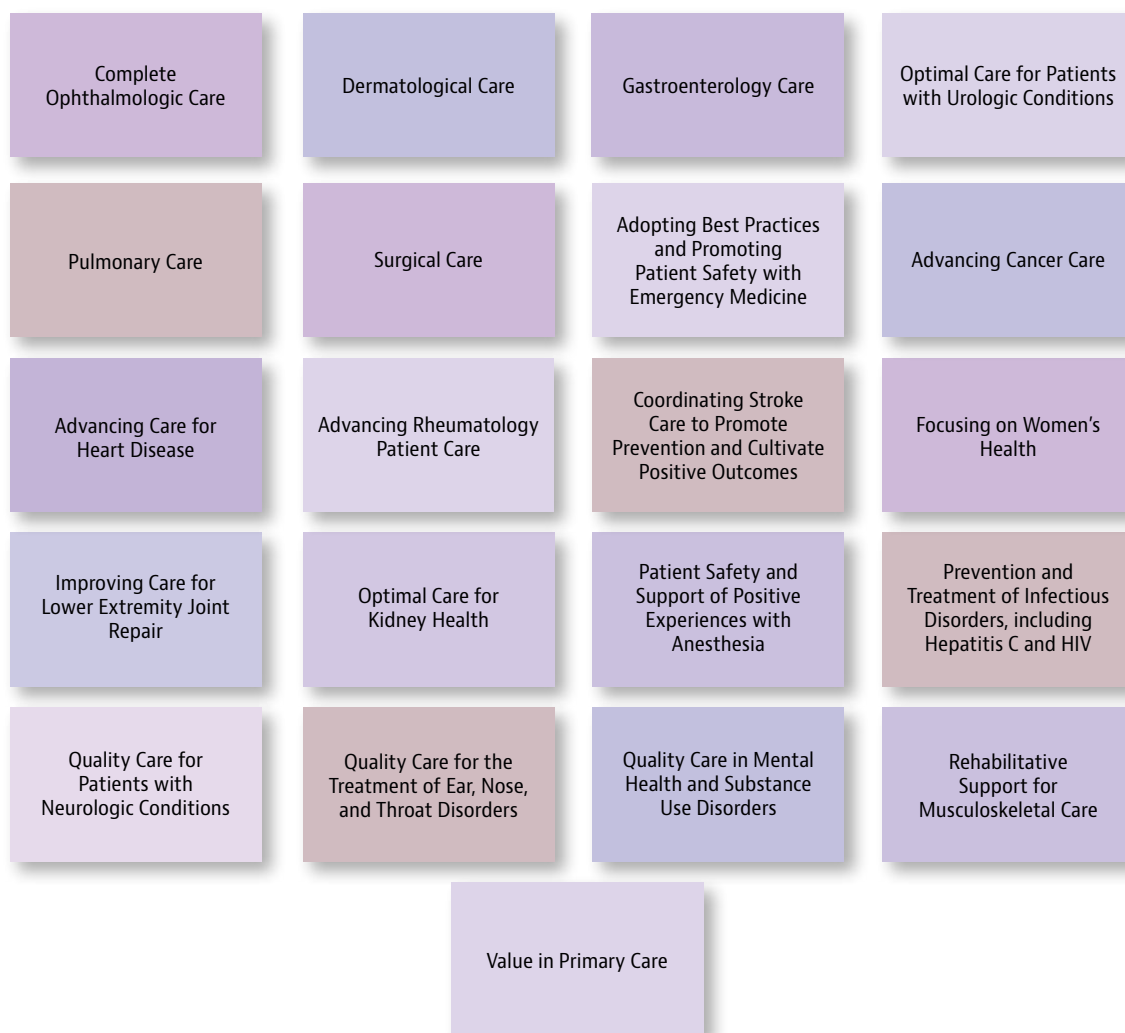 Complete
Ophthalmologic Care
Dermatological Care
Gastroenterology Care
Optimal Care for Patients
with Urologic Conditions
Pulmonary Care
Surgical Care
Adopting Best Practices
and Promoting
Patient Safety with
Emergency Medicine
Advancing Cancer Care
Advancing Care for
Heart Disease
Advancing Rheumatology
Patient Care
Coordinating Stroke
Care to Promote
Prevention and Cultivate
Positive Outcomes
Focusing on Women’s
Health
Improving Care for
Lower Extremity Joint
Repair
Optimal Care for
Kidney Health
Patient Safety and
Support of Positive
Experiences with
Anesthesia
Prevention and
Treatment of Infectious
Disorders, including
Hepatitis C and HIV
Quality Care for
Patients with
Neurologic Conditions
Quality Care for the
Treatment of Ear, Nose,
and Throat Disorders
Quality Care in Mental
Health and Substance
Use Disorders
Rehabilitative
Support for
Musculoskeletal Care
Value in Primary Care